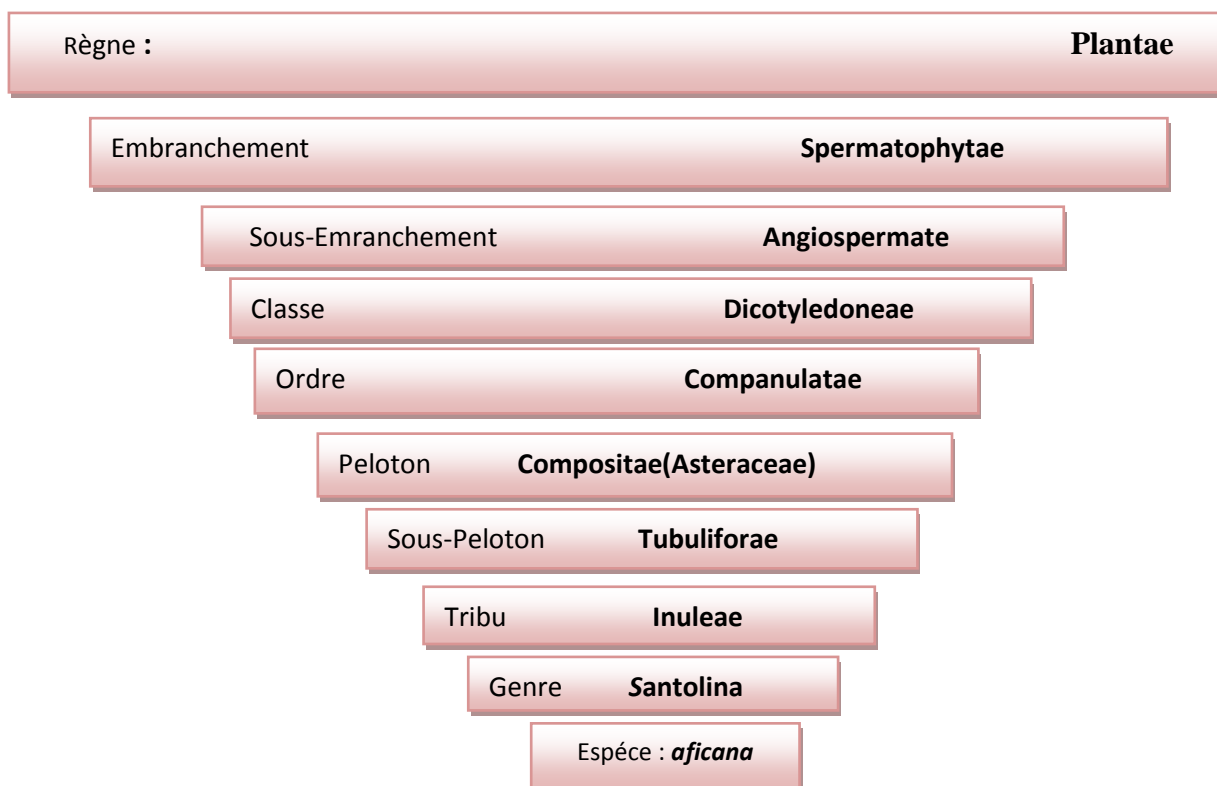 Règne : Plantae
Embranchement Spermatophytae
Sous-Emranchement Angiospermate
Classe Dicotyledoneae
Ordre Companulatae
Peloton Compositae(Asteraceae)
Sous-Peloton Tubuliforae
Tribu Inuleae
Genre Santolina
Espéce : aficana